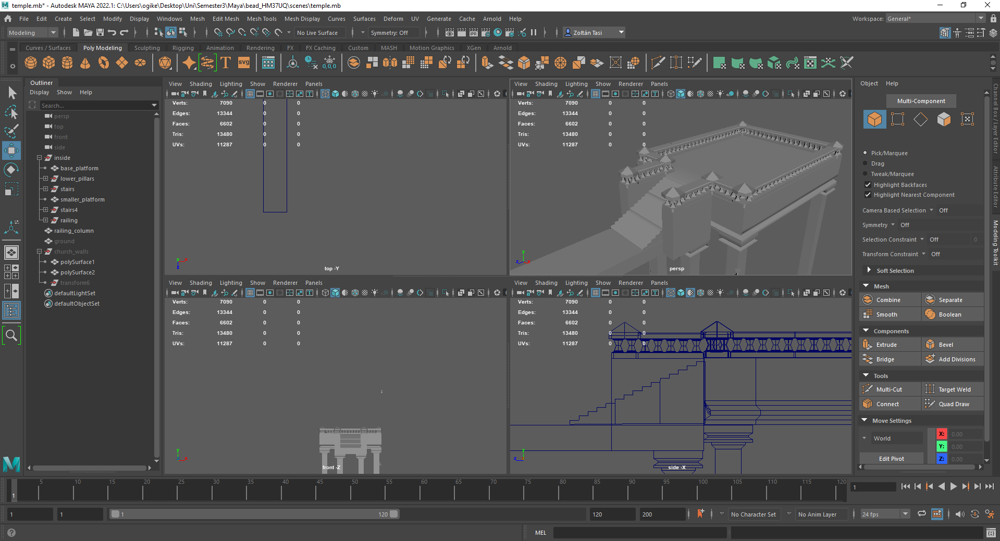 temple.mb* - Autodesk MAYA 2022.1: C:\Users\ogike\Desktop\Uni\Semester3\Maya\bead_HM37UQ\scenes\temple.mb
File Edit Create Select Modify Display Windows Mesh Edit Mesh Mesh Tools Mesh Display Curves Surfaces Deform UV Generate Cache Arnold Help
Workspace: General*
Modeling
No Live Surface
Symmetry: Off
IPR
Zoltán Tasi
Curves / Surfaces Poly Modeling Sculpting Rigging Animation Rendering FX FX Caching Custom MASH Motion Graphics XGen Arnold
T
svg
0,0,0
Outliner
Display Show Help
Search...
persp
top
front
side
inside
base_platform
lower_pillars
stairs
smaller_platform
stairs4
railing
railing_column
ground
church_walls
polySurface1
polySurface2
transform6
defaultLightSet
defaultObjectSet
View Shading Lighting Show Renderer Panels
Verts: 7090 0 0
Edges: 13344 0 0
Faces: 6602 0 0
Tris: 13480 0 0
UVs: 11287 0 0
y x z
top -Y
View Shading Lighting Show Renderer Panels
Verts: 7090 0 0
Edges: 13344 0 0
Faces: 6602 0 0
Tris: 13480 0 0
UVs: 11287 0 0
y z x
persp
View Shading Lighting Show Renderer Panels
Verts: 7090 0 0
Edges: 13344 0 0
Faces: 6602 0 0
Tris: 13480 0 0
UVs: 11287 0 0
y z x
front -Z
View Shading Lighting Show Renderer Panels
Verts: 7090 0 0
Edges: 13344 0 0
Faces: 6602 0 0
Tris: 13480 0 0
UVs: 11287 0 0
y z
side -X
Object Help
Multi-Component
Pick/Marquee
Drag
Tweak/Marquee
Highlight Backfaces
Highlight Nearest Component
Camera Based Selection Off
Symmetry Off
Selection Constraint Off 0
Transform Constraint Off
Soft Selection
Mesh
Combine Separate
Smooth Boolean
Components
Extrude Bevel
Bridge Add Divisions
Tools
Multi-Cut Target Weld
Connect Quad Draw
Move Settings
World
X: 0.00
Y: 0.00
Z: 0.00
Edit Pivot
Channel Box / Layer Editor
Attribute Editor
Modeling Toolkit
1 5 10 15 20 25 30 35 40 45 50 55 60 65 70 75 80 85 90 95 100 105 110 115 120
1
1 1 1 120 120 200
No Character Set
No Anim Layer
24 fps
MEL